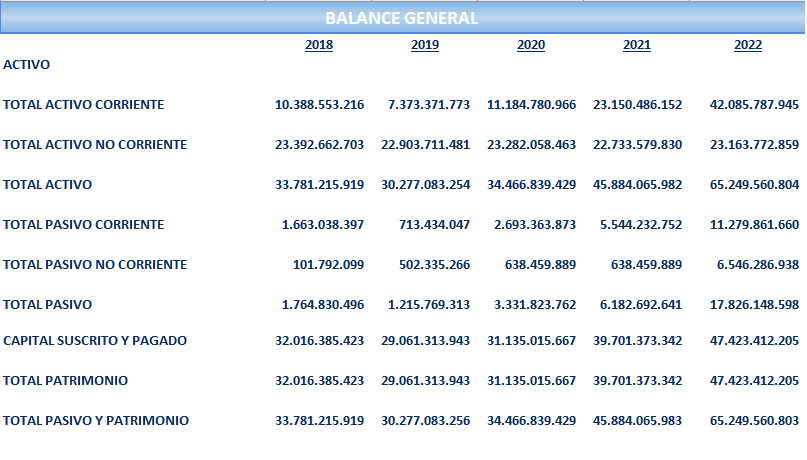 BALANCE GENERAL
2018 2019 2020 2021 2022
ACTIVO
TOTAL ACTIVO CORRIENTE 10.388.553.216 7.373.371.773 11.184.780.966 23.150.486.152 42.085.787.945
TOTAL ACTIVO NO CORRIENTE 23.392.662.703 22.903.711.481 23.282.058.463 22.733.579.830 23.163.772.859
TOTAL ACTIVO 33.781.215.919 30.277.083.254 34.466.839.429 45.884.065.982 65.249.560.804
TOTAL PASIVO CORRIENTE 1.663.038.397 713.434.047 2.693.363.873 5.544.232.752 11.279.861.660
TOTAL PASIVO NO CORRIENTE 101.792.099 502.335.266 638.459.889 638.459.889 6.546.286.938
TOTAL PASIVO 1.764.830.496 1.215.769.313 3.331.823.762 6.182.692.641 17.826.148.598
CAPITAL SUSCRITO Y PAGADO 32.016.385.423 29.061.313.943 31.135.015.667 39.701.373.342 47.423.412.205
TOTAL PATRIMONIO 32.016.385.423 29.061.313.943 31.135.015.667 39.701.373.342 47.423.412.205
TOTAL PASIVO Y PATRIMONIO 33.781.215.919 30.277.083.256 34.466.839.429 45.884.065.983 65.249.560.803